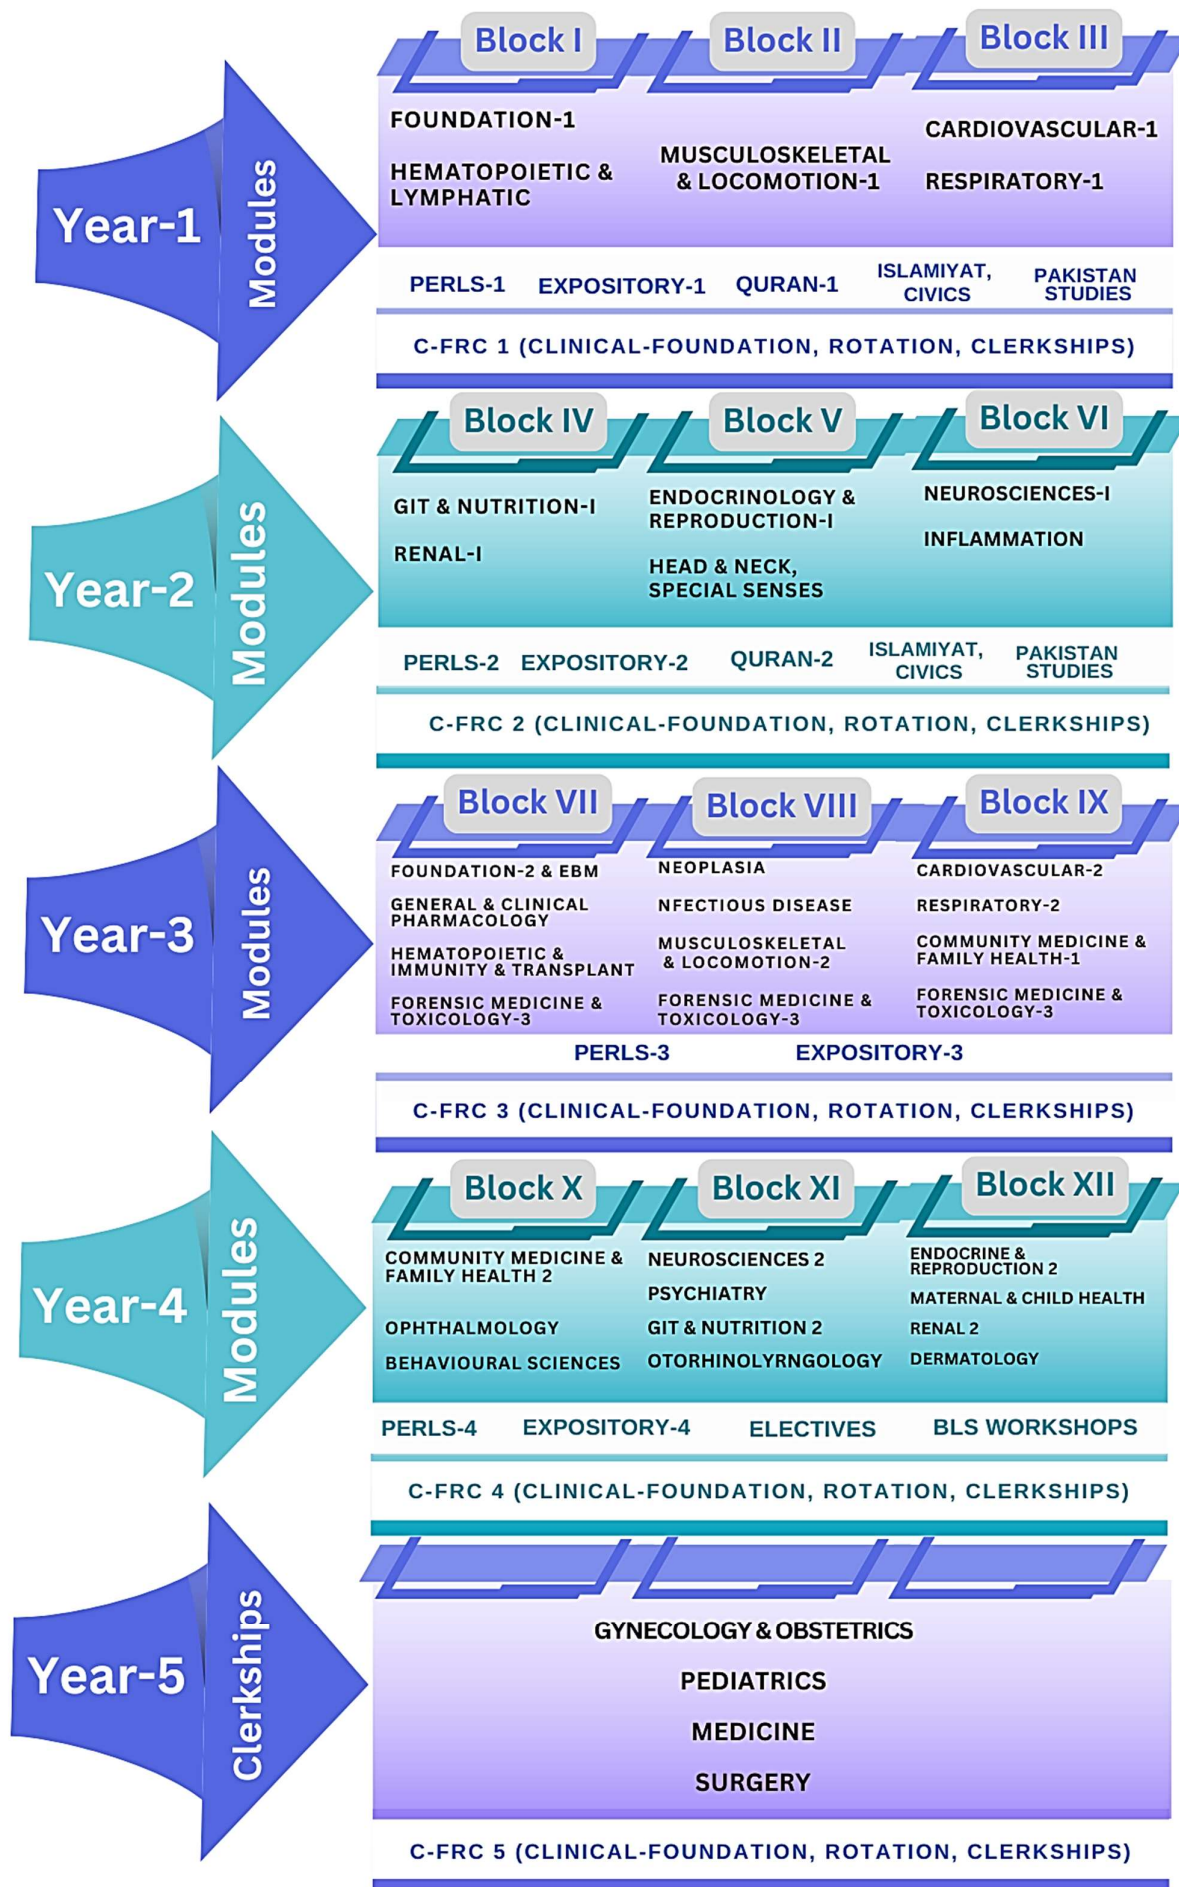 Year-1
Modules
Block I
Block II
Block III
FOUNDATION-1
HEMATOPOIETIC &
LYMPHATIC
MUSCULOSKELETAL
& LOCOMOTION-1
CARDIOVASCULAR-1
RESPIRATORY-1
PERLS-1
EXPOSITORY-1
QURAN-1
ISLAMIYAT,
CIVICS
PAKISTAN
STUDIES
C-FRC 1 (CLINICAL-FOUNDATION, ROTATION, CLERKSHIPS)
Year-2
Modules
Block IV
Block V
Block VI
GIT & NUTRITION-I
RENAL-I
ENDOCRINOLOGY &
REPRODUCTION-I
HEAD & NECK,
SPECIAL SENSES
NEUROSCIENCES-I
INFLAMMATION
PERLS-2
EXPOSITORY-2
QURAN-2
ISLAMIYAT,
CIVICS
PAKISTAN
STUDIES
C-FRC 2 (CLINICAL-FOUNDATION, ROTATION, CLERKSHIPS)
Year-3
Modules
Block VII
Block VIII
Block IX
FOUNDATION-2 & EBM
GENERAL & CLINICAL
PHARMACOLOGY
HEMATOPOIETIC &
IMMUNITY & TRANSPLANT
FORENSIC MEDICINE &
TOXICOLOGY-3
NEOPLASIA
NFECTIOUS DISEASE
MUSCULOSKELETAL
& LOCOMOTION-2
FORENSIC MEDICINE &
TOXICOLOGY-3
CARDIOVASCULAR-2
RESPIRATORY-2
COMMUNITY MEDICINE &
FAMILY HEALTH-1
FORENSIC MEDICINE &
TOXICOLOGY-3
PERLS-3
EXPOSITORY-3
C-FRC 3 (CLINICAL-FOUNDATION, ROTATION, CLERKSHIPS)
Year-4
Modules
Block X
Block XI
Block XII
COMMUNITY MEDICINE &
FAMILY HEALTH 2
OPHTHALMOLOGY
BEHAVIOURAL SCIENCES
NEUROSCIENCES 2
PSYCHIATRY
GIT & NUTRITION 2
OTORHINOLYRNGOLOGY
ENDOCRINE &
REPRODUCTION 2
MATERNAL & CHILD HEALTH
RENAL 2
DERMATOLOGY
PERLS-4
EXPOSITORY-4
ELECTIVES
BLS WORKSHOPS
C-FRC 4 (CLINICAL-FOUNDATION, ROTATION, CLERKSHIPS)
Year-5
Clerkships
GYNECOLOGY & OBSTETRICS
PEDIATRICS
MEDICINE
SURGERY
C-FRC 5 (CLINICAL-FOUNDATION, ROTATION, CLERKSHIPS)